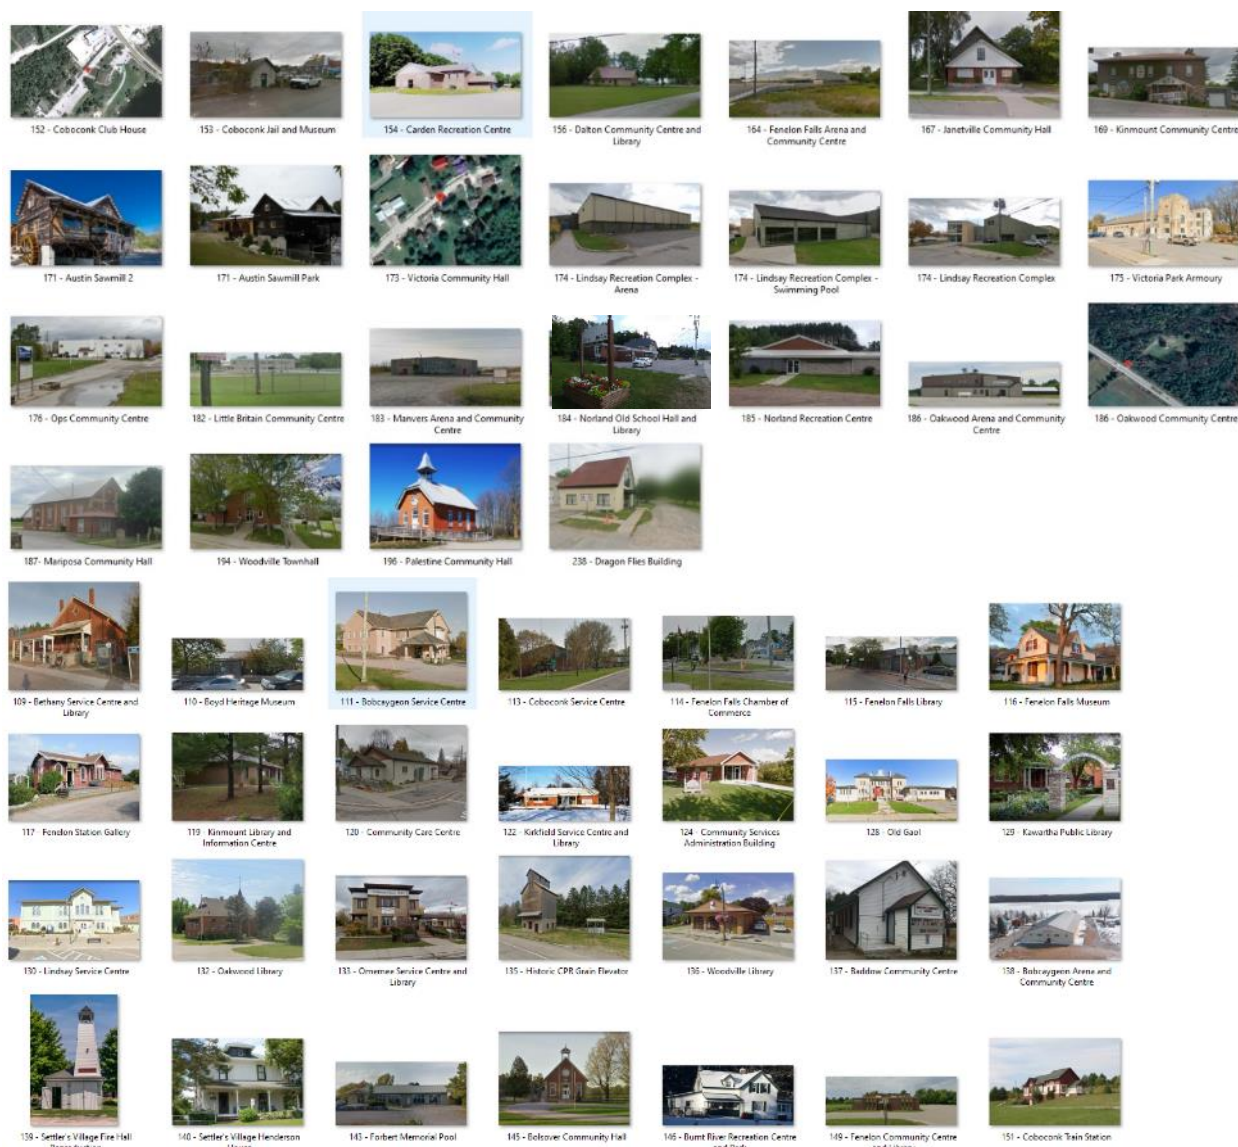 152 - Coboconk Club House
153 - Coboconk Jail and Museum
154 - Carden Recreation Centre
156 - Dalton Community Centre and
Library
164 - Fenelon Falls Arena and
Community Centre
167 - Janetville Community Hall
169 - Kinmount Community Centre
171 - Austin Sawmill 2
171 - Austin Sawmill Park
173 - Victoria Community Hall
174 - Lindsay Recreation Complex -
Arena
174 - Lindsay Recreation Complex -
Swimming Pool
174 - Lindsay Recreation Complex
175 - Victoria Park Armoury
176 - Ops Community Centre
182 - Little Britain Community Centre
183 - Manvers Arena and Community
Centre
184 - Norland Old School Hall and
Library
185 - Norland Recreation Centre
186 - Oakwood Arena and Community
Centre
186 - Oakwood Community Centre
187- Mariposa Community Hall
194 - Woodville Townhall
196 - Palestine Community Hall
238 - Dragon Flies Building
109 - Bethany Service Centre and
Library
110 - Boyd Heritage Museum
111 - Bobcaygeon Service Centre
113 - Coboconk Service Centre
114 - Fenelon Falls Chamber of
Commerce
115 - Fenelon Falls Library
116 - Fenelon Falls Museum
117 - Fenelon Station Gallery
119 - Kinmount Library and
Information Centre
120 - Community Care Centre
122 - Kirkfield Service Centre and
Library
124 - Community Services
Administration Building
128 - Old Gaol
129 - Kawartha Public Library
130 - Lindsay Service Centre
132 - Oakwood Library
133 - Omemee Service Centre and
Library
135 - Historic CPR Grain Elevator
136 - Woodville Library
137 - Baddow Community Centre
138 - Bobcaygeon Arena and
Community Centre
139 - Settler's Village Fire Hall
140 - Settler's Village Henderson
143 - Forbert Memorial Pool
145 - Bolsover Community Hall
146 - Burnt River Recreation Centre
149 - Fenelon Community Centre
151 - Coboconk Train Station